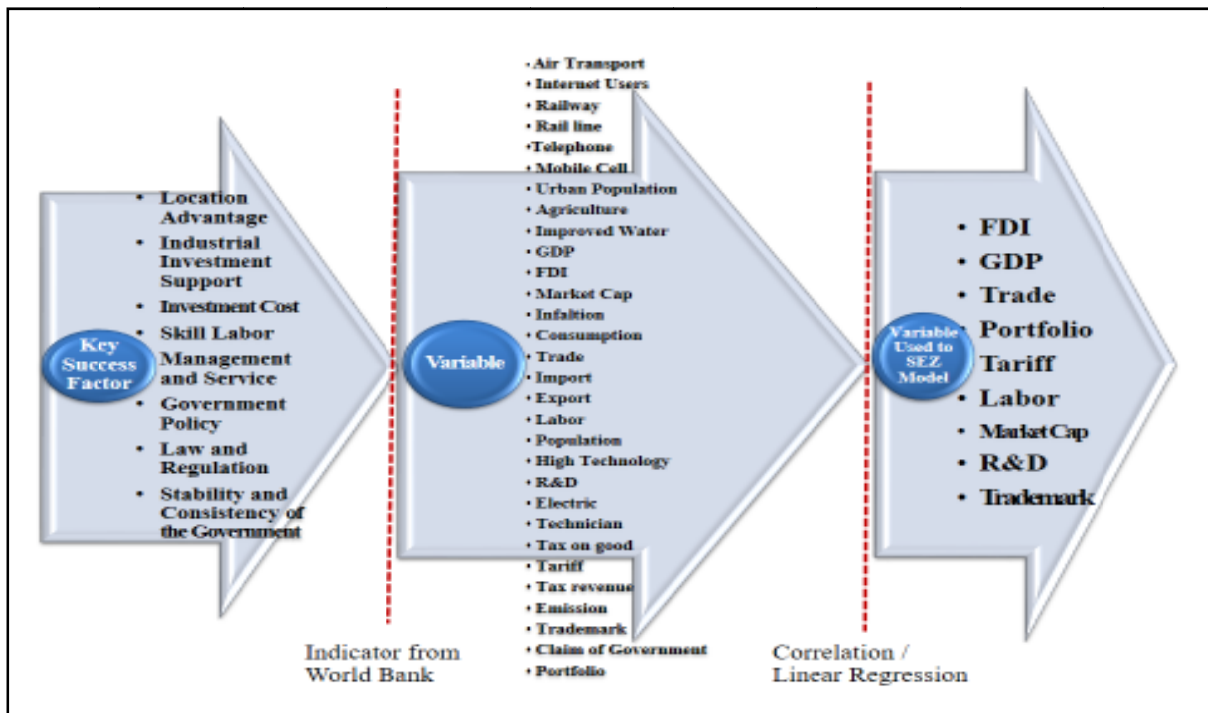 Key
Success
Factor
• Location
Advantage
• Industrial
Investment
Support
• Investment Cost
• Skill Labor
• Management
and Service
• Government
Policy
• Law and
Regulation
• Stability and
Consistency of
the Government
Indicator from
World Bank
Variable
• Air Transport
• Internet Users
• Railway
• Rail line
•Telephone
• Mobile Cell
• Urban Population
• Agriculture
• Improved Water
• GDP
• FDI
• Market Cap
• Infaltion
• Consumption
• Trade
• Import
• Export
• Labor
• Population
• High Technology
• R&D
• Electric
• Technician
• Tax on good
• Tariff
• Tax revenue
• Emission
• Trademark
• Claim of Government
• Portfolio
Correlation /
Linear Regression
Variable
Used to
SEZ
Model
• FDI
• GDP
• Trade
• Portfolio
• Tariff
• Labor
• Market Cap
• R&D
• Trademark